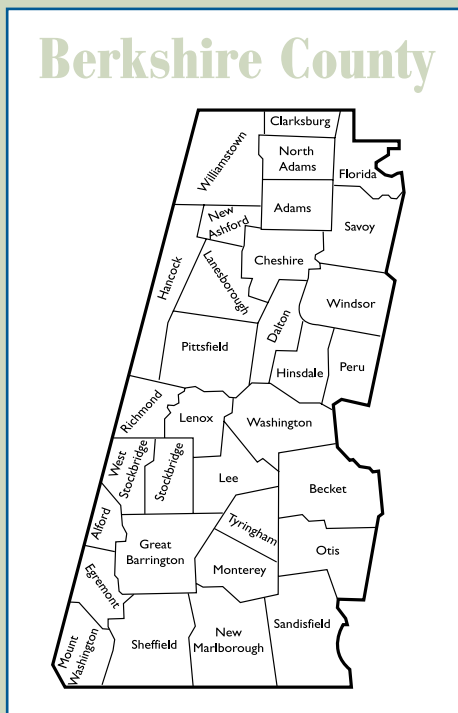 Berkshire County
Clarksburg
Williamstown
North
Adams
Florida
New
Ashford
Adams
Savoy
Hancock
Lanesborough
Cheshire
Windsor
Dalton
Pittsfield
Hinsdale
Peru
Richmond
Lenox
Washington
West
Stockbridge
Stockbridge
Lee
Becket
Alford
Great
Barrington
Tyringham
Otis
Monterey
Egremont
Mount
Washington
Sheffield
New
Marlborough
Sandisfield